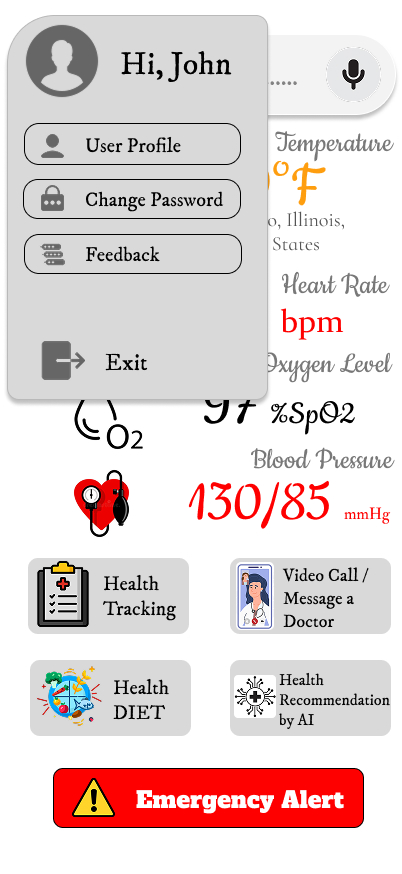 Hi, John
.....
User Profile
Change Password
Feedback
Exit
Temperature
°F
Illinois,
States
Heart Rate
bpm
Oxygen Level
97 %SpO2
O2
Blood Pressure
130/85 mmHg
Health
Tracking
Video Call /
Message a
Doctor
Health
DIET
Health
Recommendation
by AI
Emergency Alert